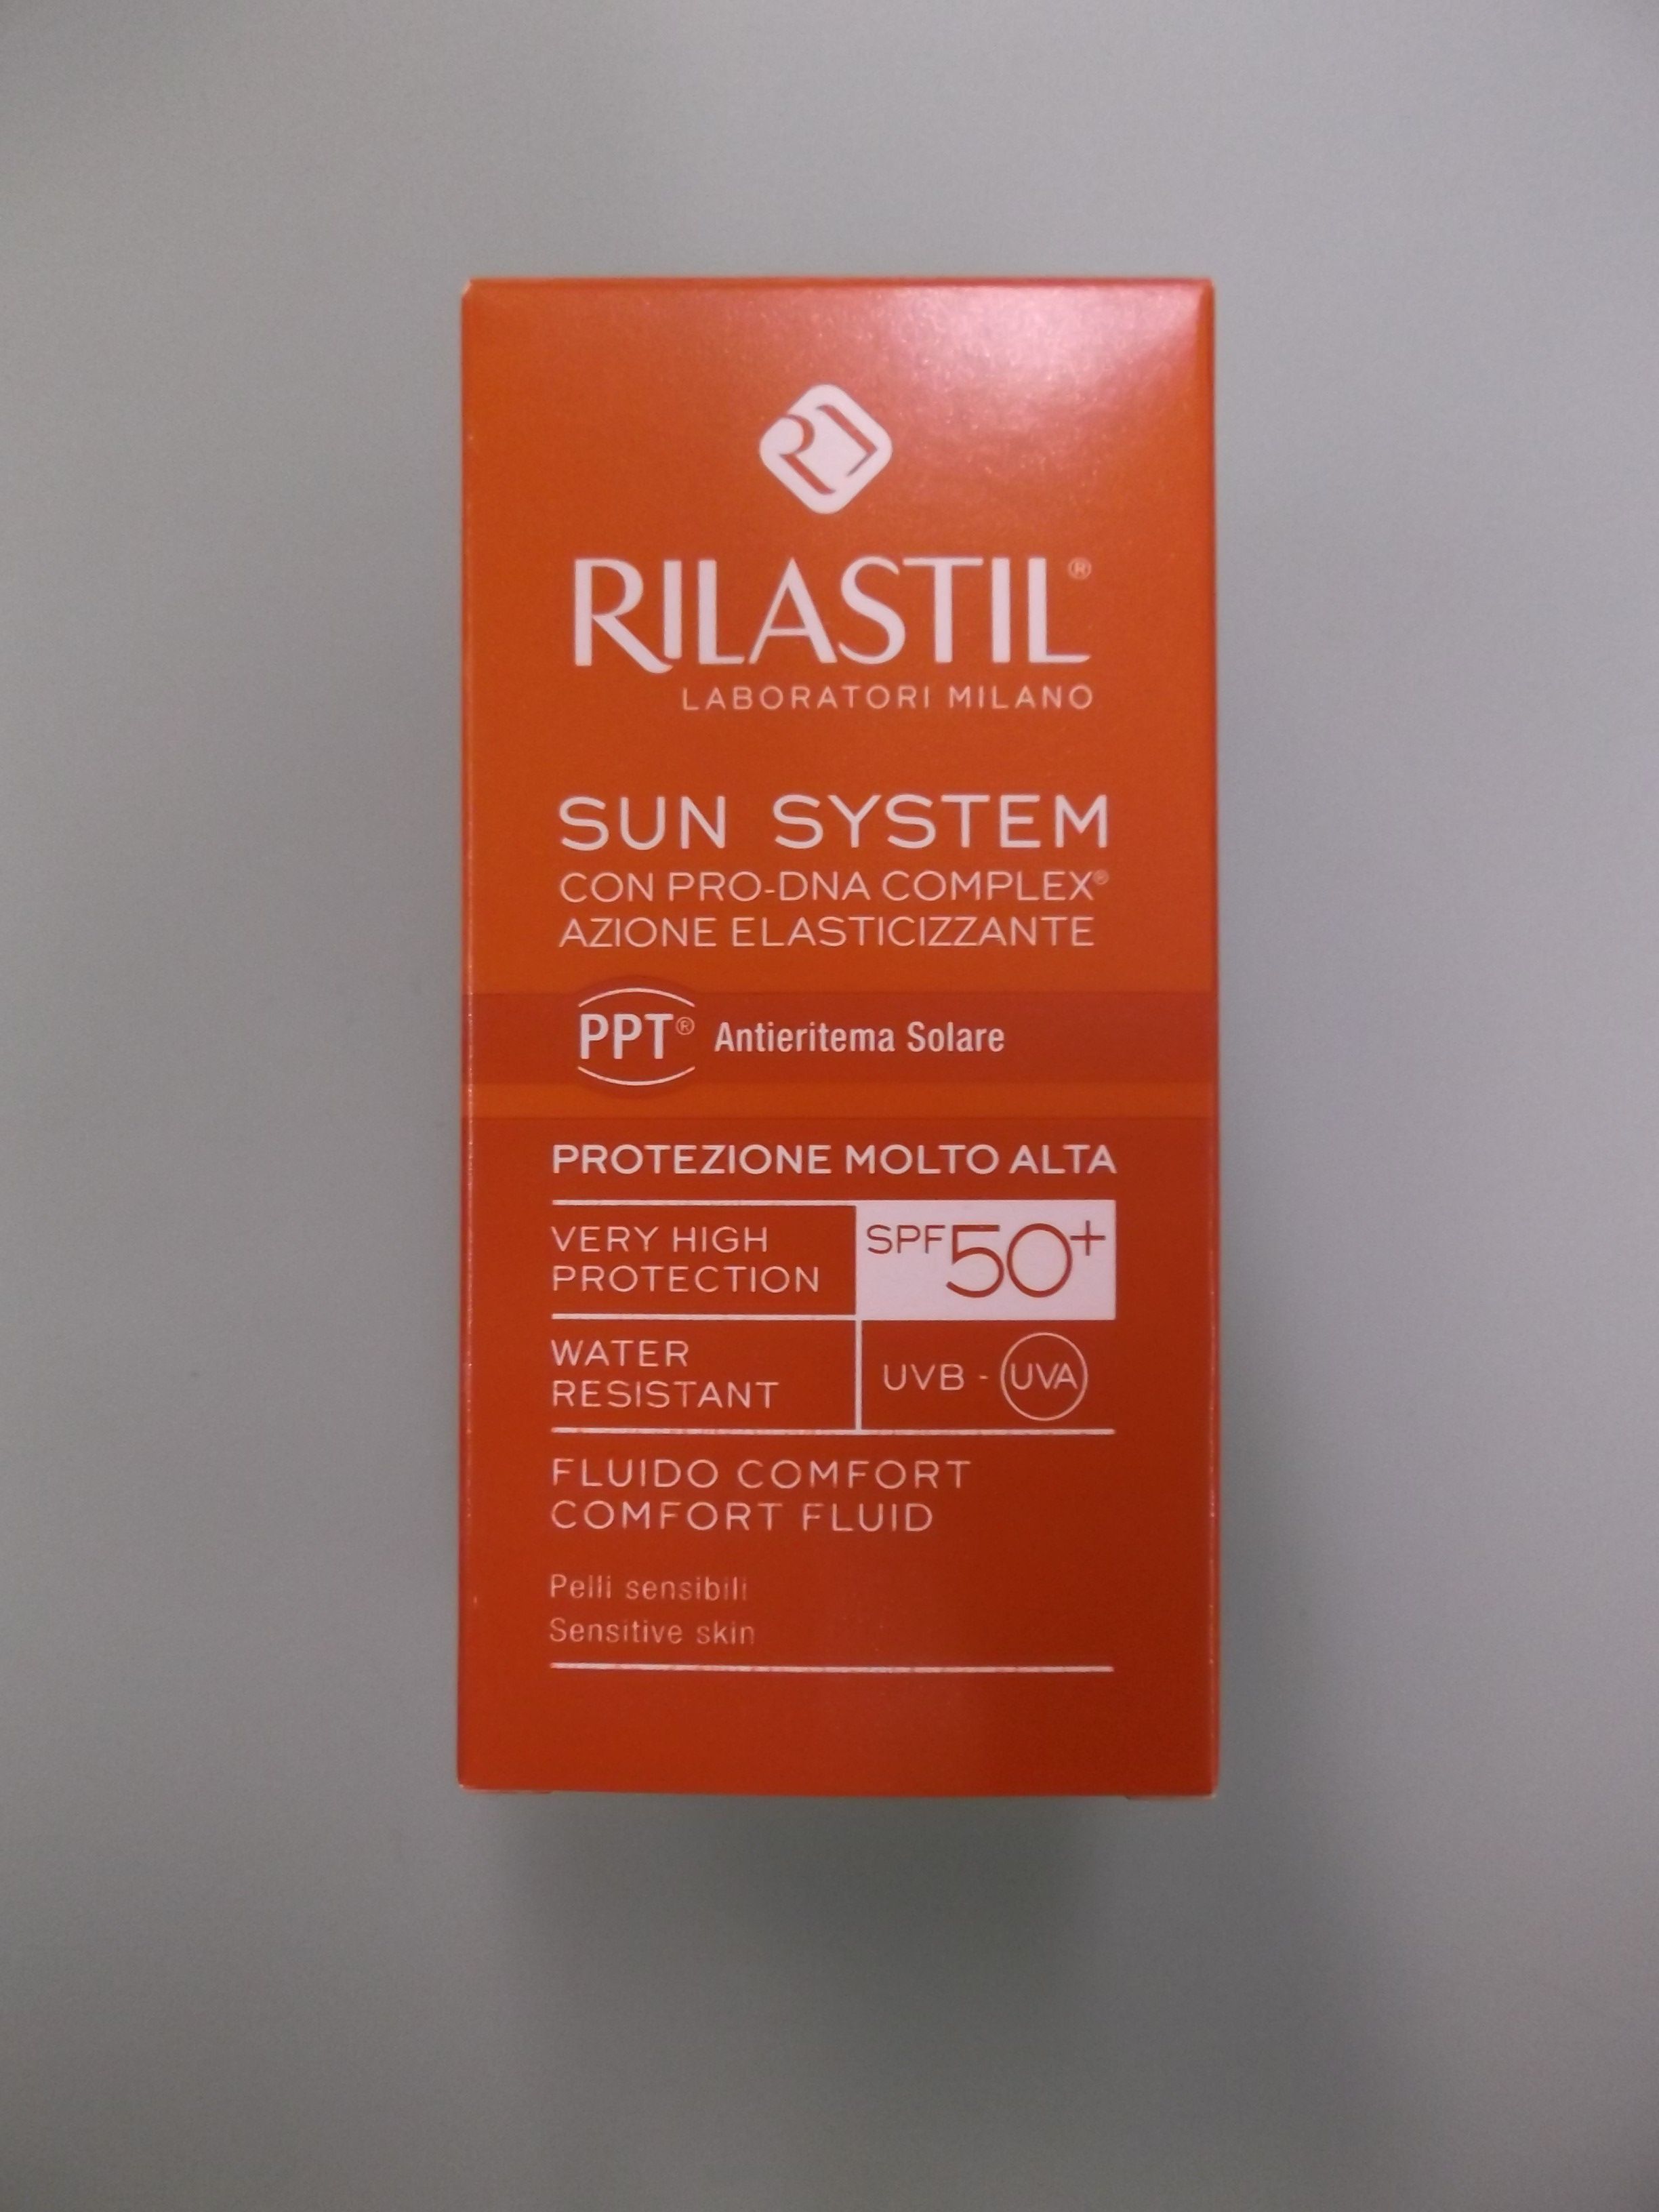 RILASTIL®
LABORATORI MILANO
SUN SYSTEM
CON PRO-DNA COMPLEX®
AZIONE ELASTICIZZANTE
PPT® Antieritema Solare
PROTEZIONE MOLTO ALTA
VERY HIGH
PROTECTION
SPF 50+
WATER
RESISTANT
UVB - UVA
FLUIDO COMFORT
COMFORT FLUID
Pelli sensibili
Sensitive skin